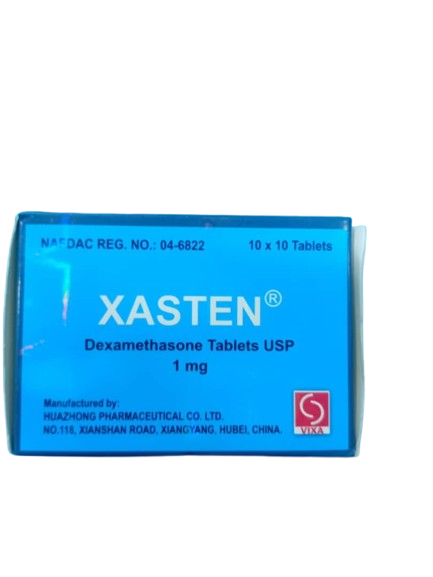 NAFDAC REG. NO.: 04-6822 10 x 10 Tablets
XASTEN®
Dexamethasone Tablets USP
1 mg
Manufactured by:
HUAZHONG PHARMACEUTICAL CO. LTD.
NO.118, XIANSHAN ROAD, XIANGYANG, HUBEI, CHINA.
VIXA